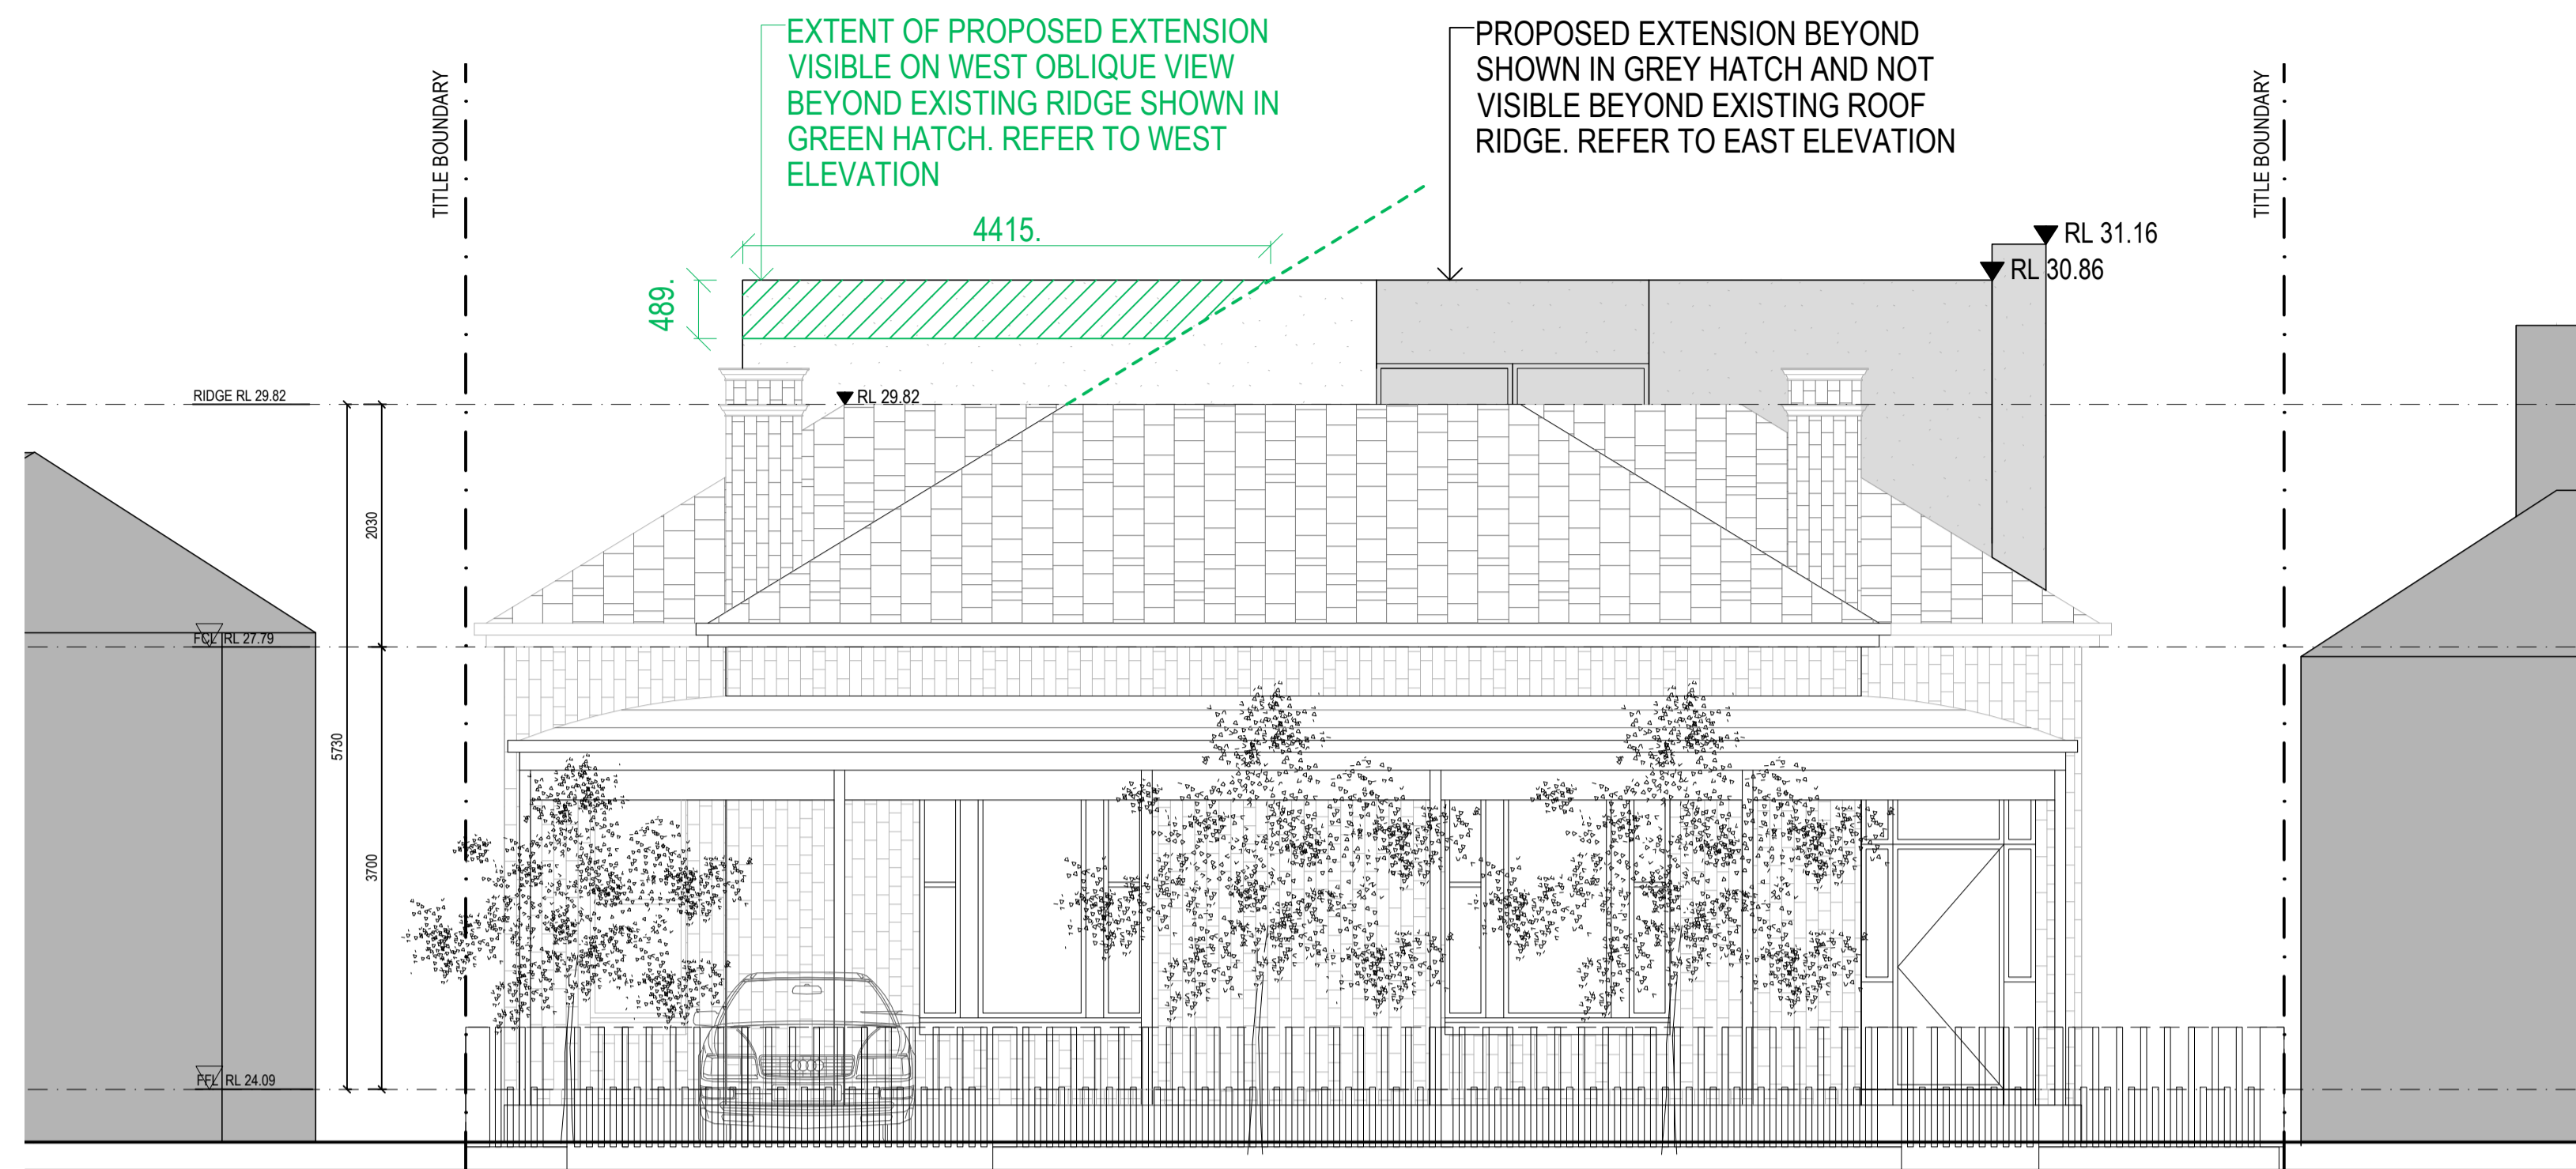 EXTENT OF PROPOSED EXTENSION
VISIBLE ON WEST OBLIQUE VIEW
BEYOND EXISTING RIDGE SHOWN IN
GREEN HATCH. REFER TO WEST
ELEVATION
PROPOSED EXTENSION BEYOND
SHOWN IN GREY HATCH AND NOT
VISIBLE BEYOND EXISTING ROOF
RIDGE. REFER TO EAST ELEVATION
TITLE BOUNDARY
TITLE BOUNDARY
4415.
489.
RL 31.16
RL 30.86
RIDGE RL 29.82
RL 29.82
2030
FCL RL 27.79
5730
3700
FFL RL 24.09